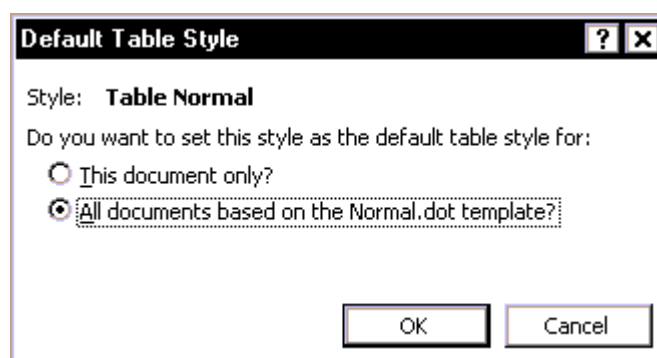 Default Table Style
Style: Table Normal
Do you want to set this style as the default table style for:
This document only?
All documents based on the Normal.dot template?
OK Cancel